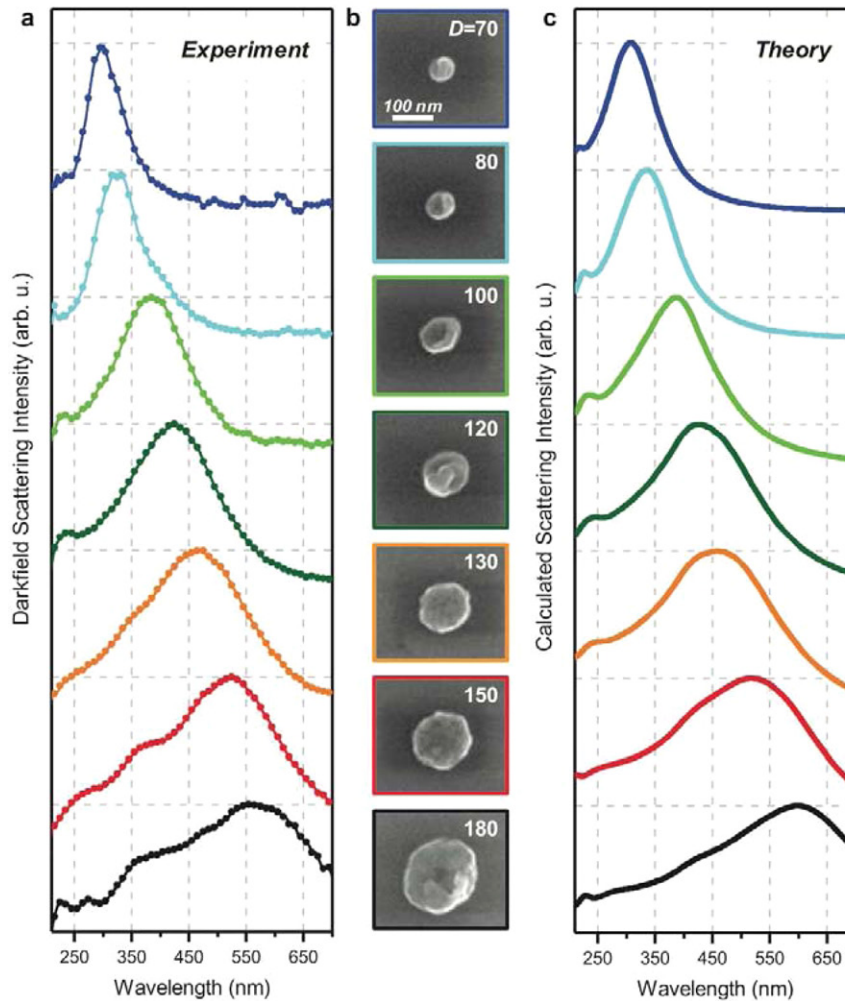 a
Experiment
Darkfield Scattering Intensity (arb. u.)
250 350 450 550 650
Wavelength (nm)
b
D=70
100 nm
80
100
120
130
150
180
c
Theory
Calculated Scattering Intensity (arb. u.)
250 350 450 550 650
Wavelength (nm)